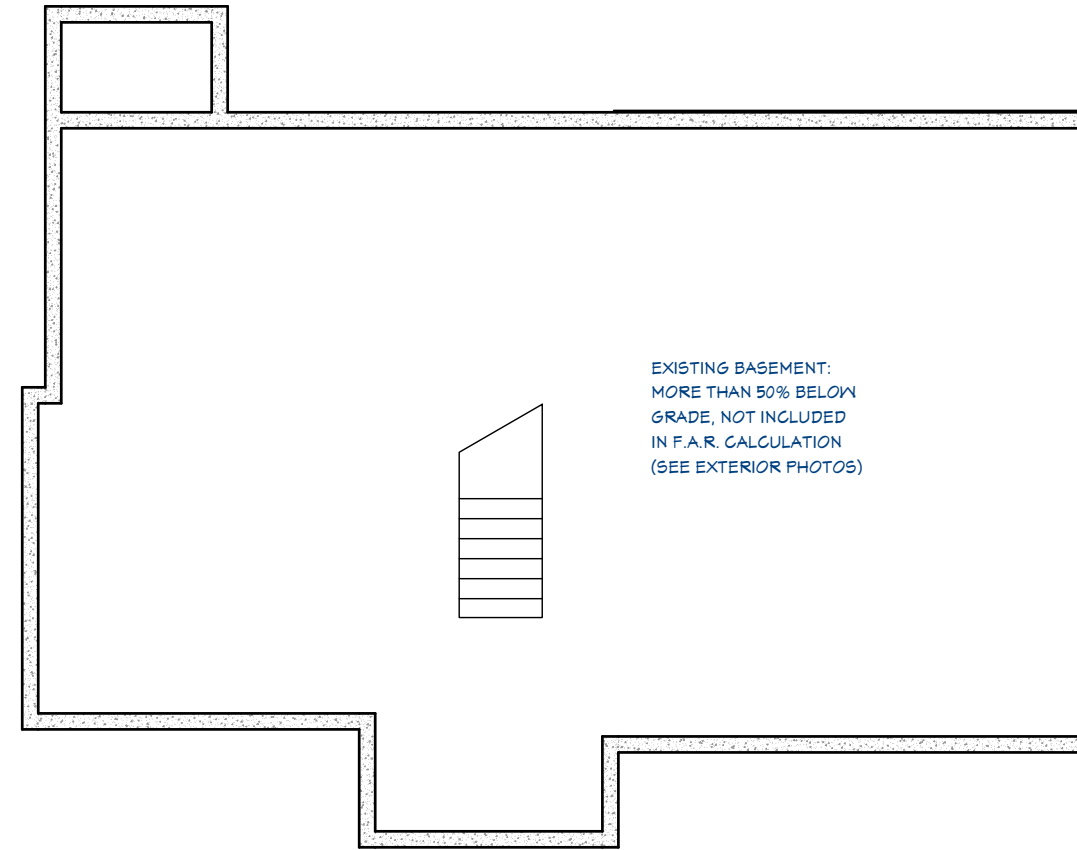 EXISTING BASEMENT:
MORE THAN 50% BELOW
GRADE, NOT INCLUDED
IN F.A.R. CALCULATION
(SEE EXTERIOR PHOTOS)